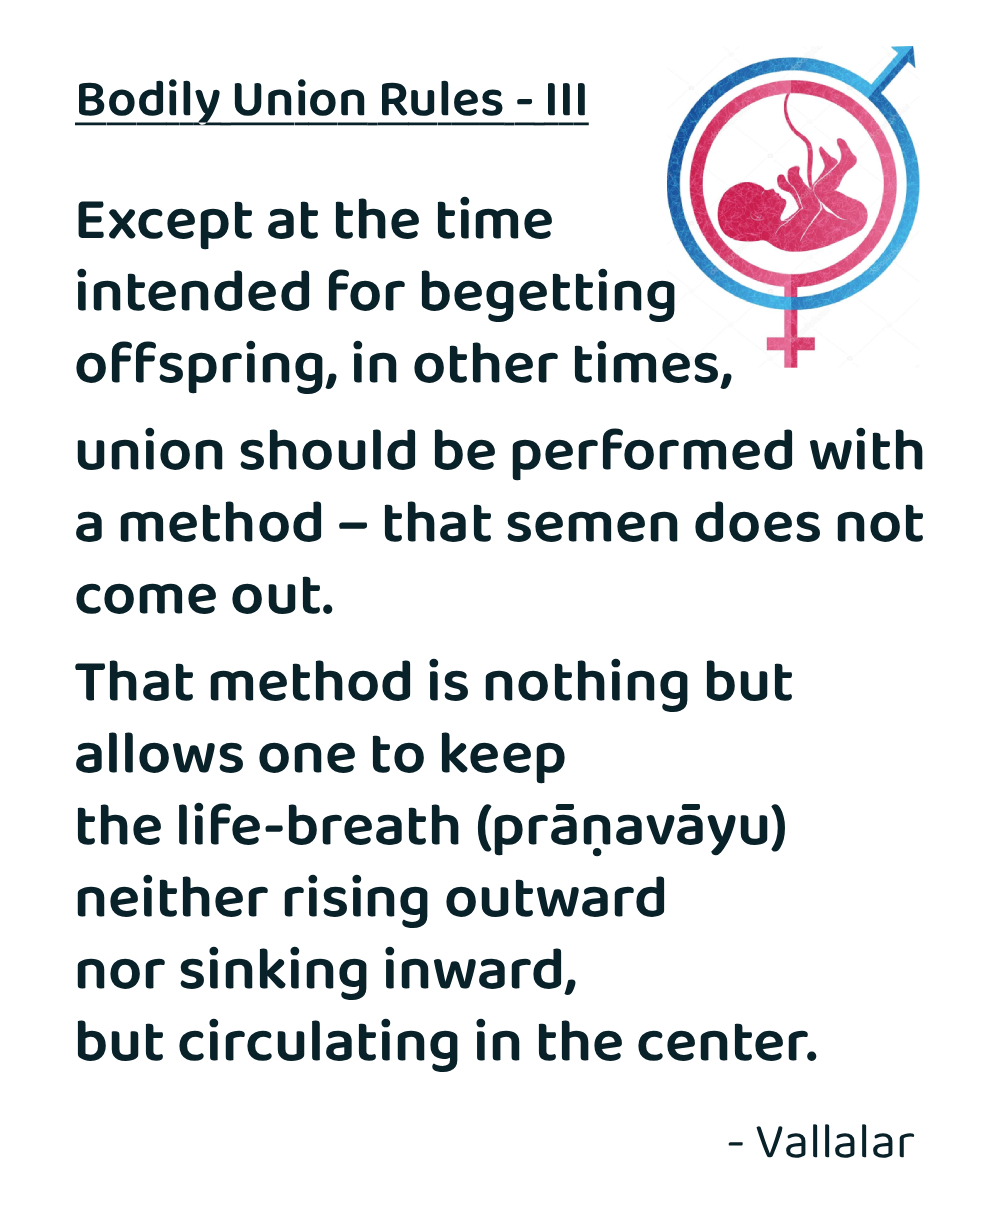 Bodily Union Rules - III
Except at the time
intended for begetting
offspring, in other times,
union should be performed with
a method – that semen does not
come out.
That method is nothing but
allows one to keep
the life-breath (prāṇavāyu)
neither rising outward
nor sinking inward,
but circulating in the center.
- Vallalar